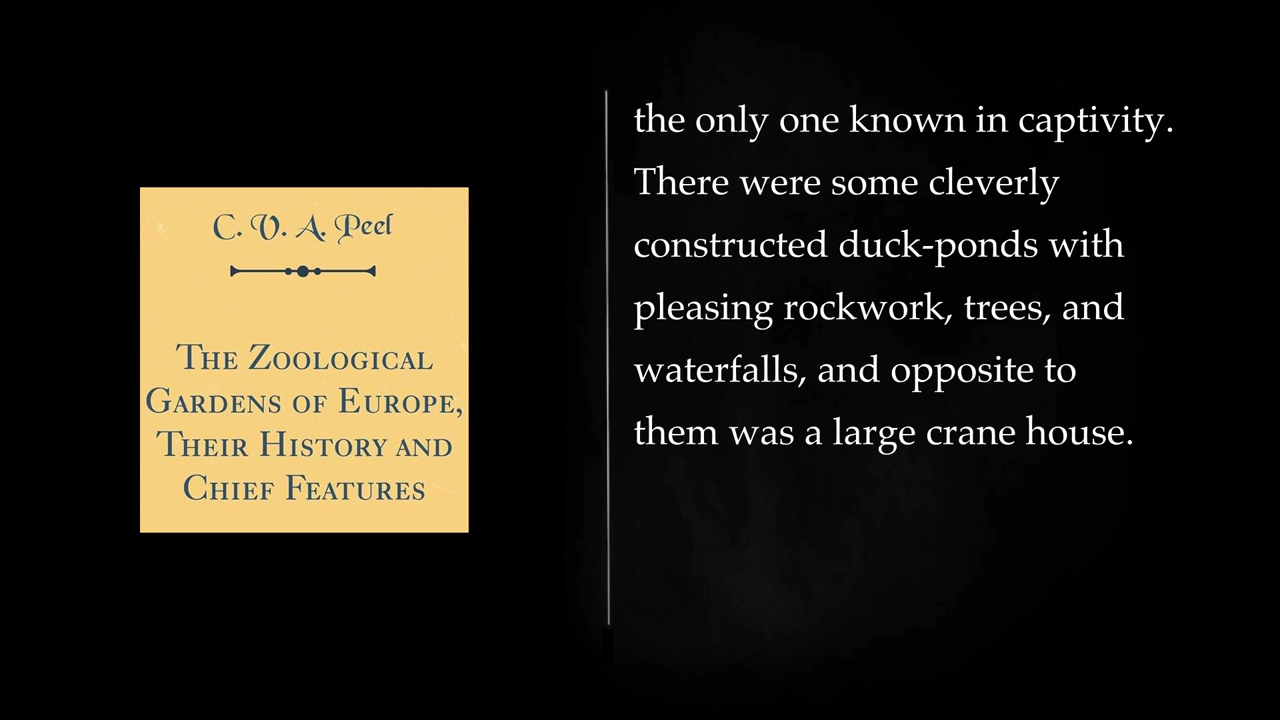 C. V. A. Peel
The Zoological
Gardens of Europe,
Their History and
Chief Features
the only one known in captivity.
There were some cleverly
constructed duck-ponds with
pleasing rockwork, trees, and
waterfalls, and opposite to
them was a large crane house.